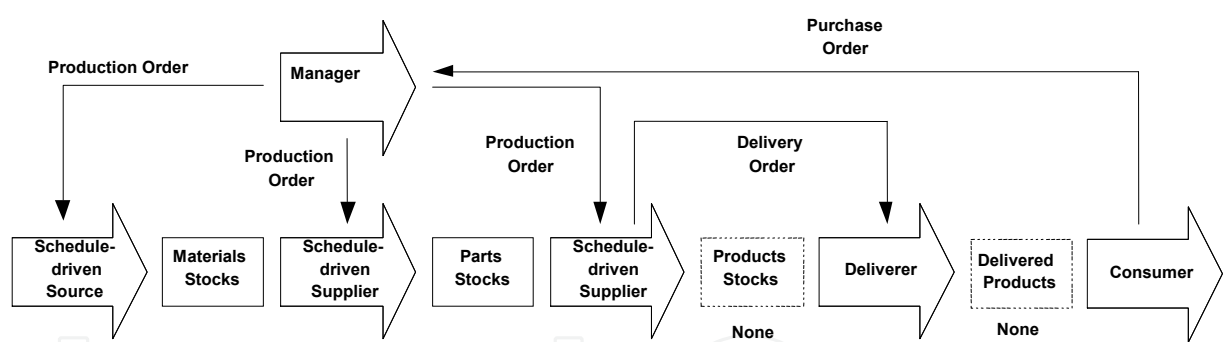 Purchase
Order
Production Order
Manager
Production
Order
Production
Order
Delivery
Order
Schedule-
driven
Source
Materials
Stocks
Schedule-
driven
Supplier
Parts
Stocks
Schedule-
driven
Supplier
Products
Stocks
None
Deliverer
Delivered
Products
None
Consumer